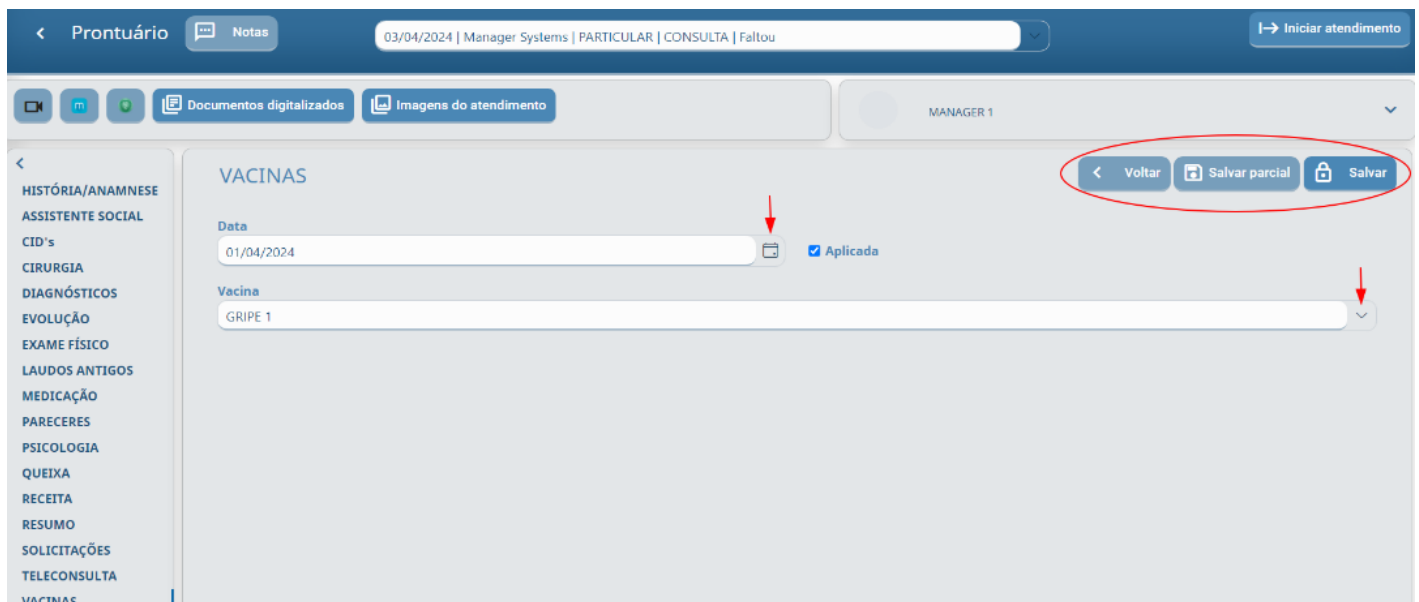 Prontuário
Notas
03/04/2024 | Manager Systems | PARTICULAR | CONSULTA | Faltou
Iniciar atendimento
m
Documentos digitalizados
Imagens do atendimento
MANAGER 1
HISTÓRIA/ANAMNESE
ASSISTENTE SOCIAL
CID's
CIRURGIA
DIAGNÓSTICOS
EVOLUÇÃO
EXAME FÍSICO
LAUDOS ANTIGOS
MEDICAÇÃO
PARECERES
PSICOLOGIA
QUEIXA
RECEITA
RESUMO
SOLICITAÇÕES
TELECONSULTA
VACINAS
VACINAS
Voltar
Salvar parcial
Salvar
Data
01/04/2024
Aplicada
Vacina
GRIPE 1